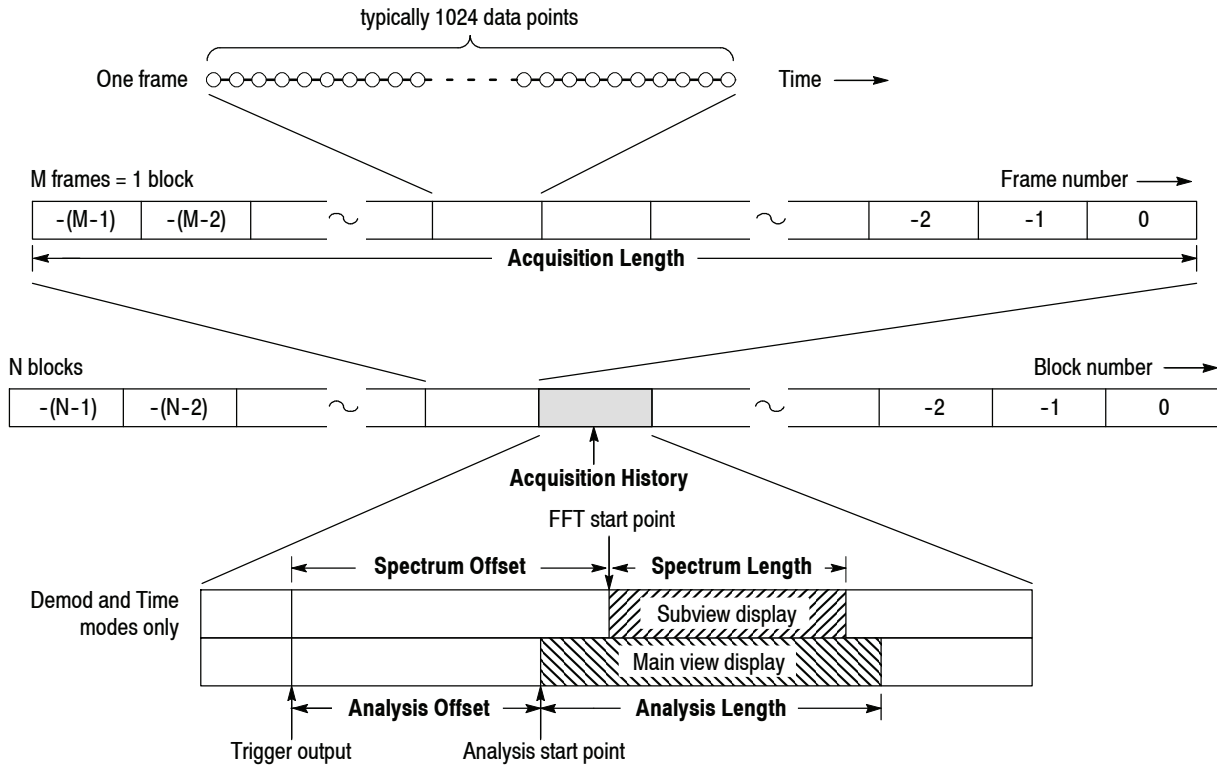 typically 1024 data points
One frame
Time
M frames = 1 block
Frame number
-(M-1) -(M-2) -2 -1 0
Acquisition Length
N blocks
Block number
-(N-1) -(N-2) -2 -1 0
Acquisition History
FFT start point
Spectrum Offset Spectrum Length
Demod and Time
modes only
Subview display
Main view display
Analysis Offset Analysis Length
Trigger output
Analysis start point